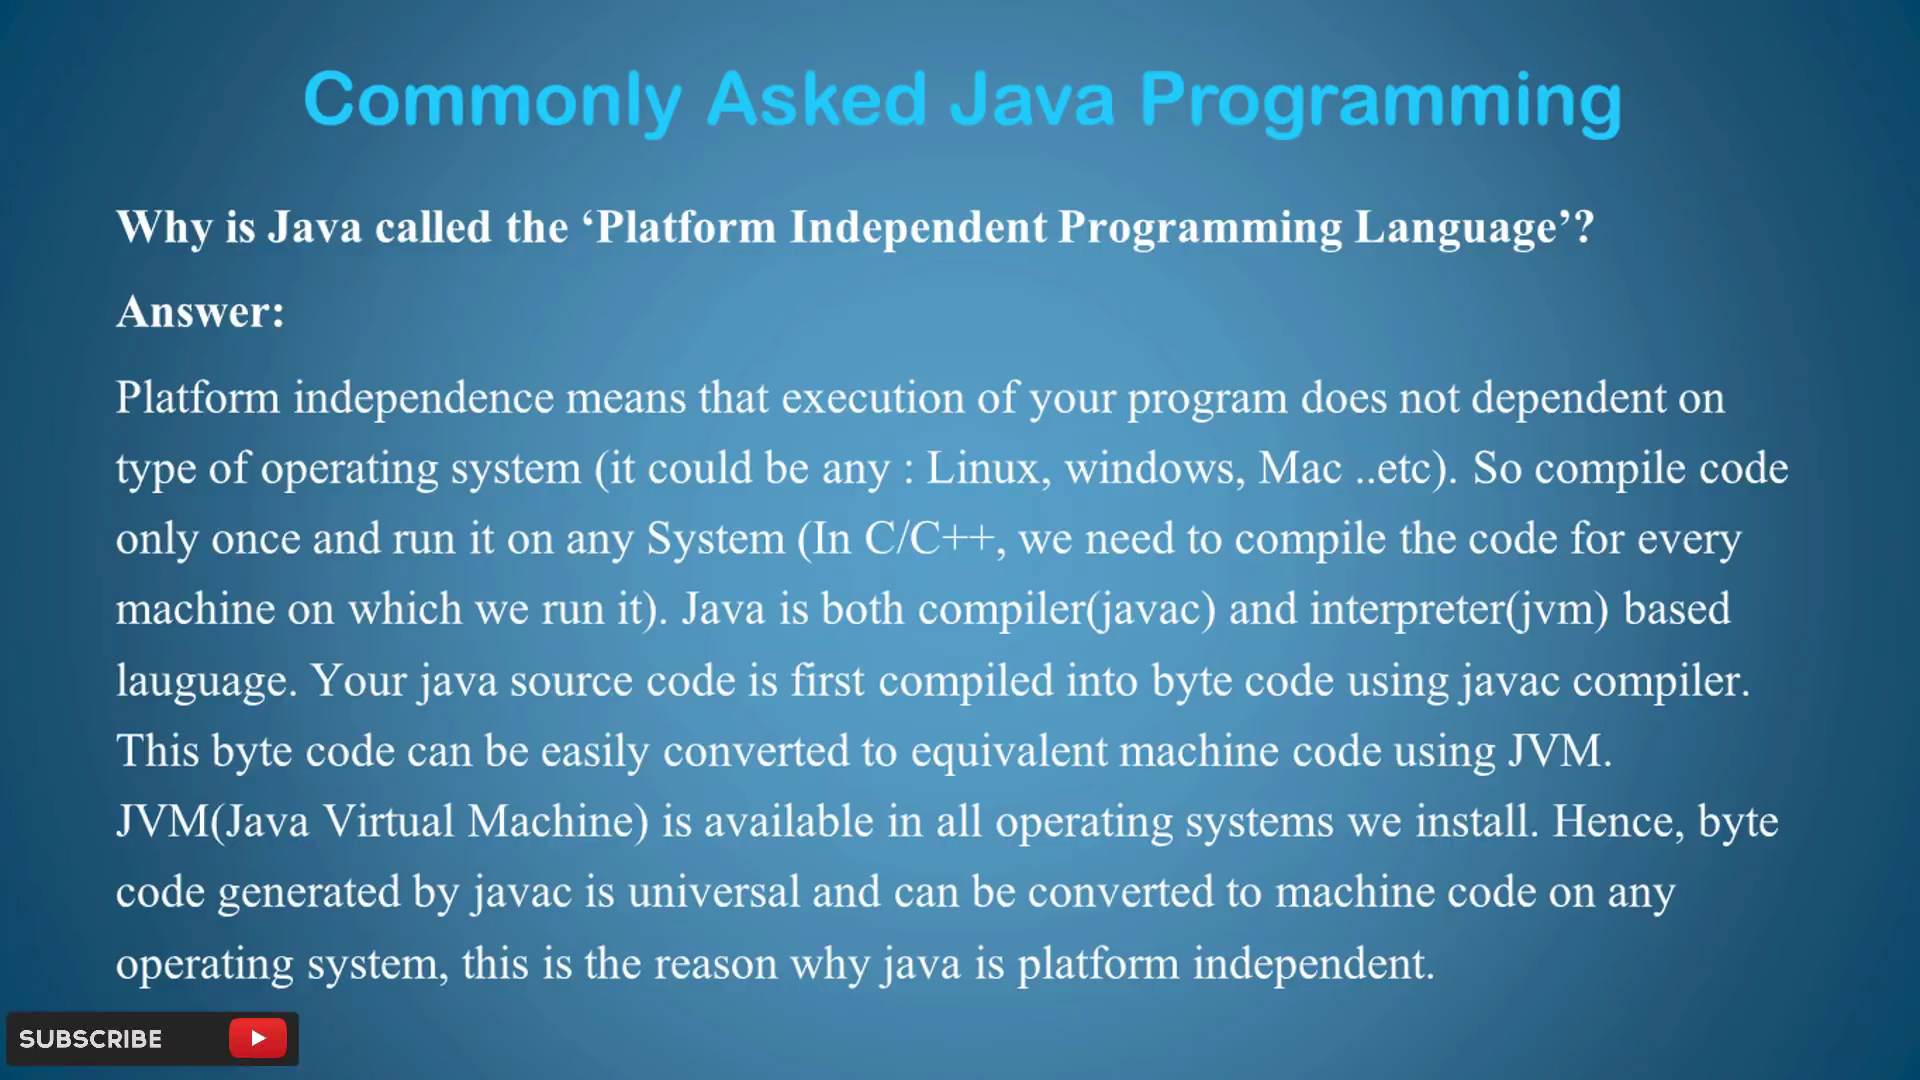 Commonly Asked Java Programming
Why is Java called the ‘Platform Independent Programming Language’?
Answer:
Platform independence means that execution of your program does not dependent on
type of operating system (it could be any : Linux, windows, Mac ..etc). So compile code
only once and run it on any System (In C/C++, we need to compile the code for every
machine on which we run it). Java is both compiler(javac) and interpreter(jvm) based
lauguage. Your java source code is first compiled into byte code using javac compiler.
This byte code can be easily converted to equivalent machine code using JVM.
JVM(Java Virtual Machine) is available in all operating systems we install. Hence, byte
code generated by javac is universal and can be converted to machine code on any
operating system, this is the reason why java is platform independent.
SUBSCRIBE